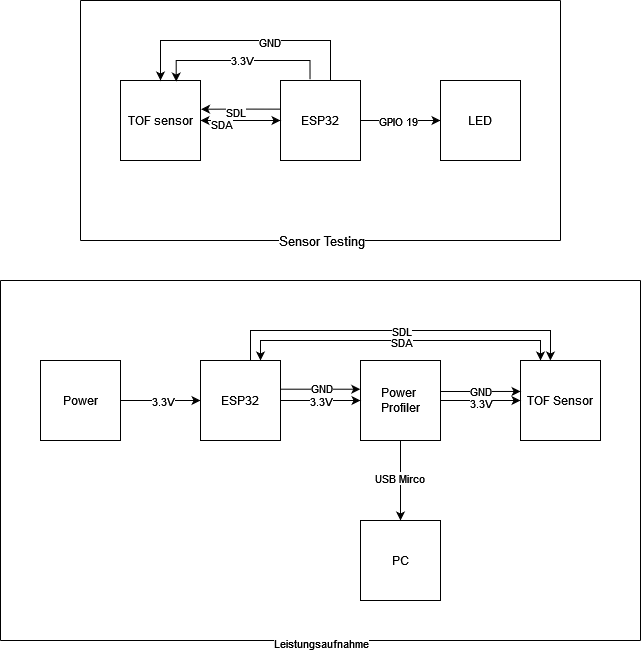 GND
3.3V
TOF sensor
SDL
SDA
ESP32
GPIO 19
LED
Sensor Testing
SDL
SDA
Power
3.3V
ESP32
GND
3.3V
Power
Profiler
GND
3.3V
TOF Sensor
USB Mirco
PC
Leistungsaufnahme